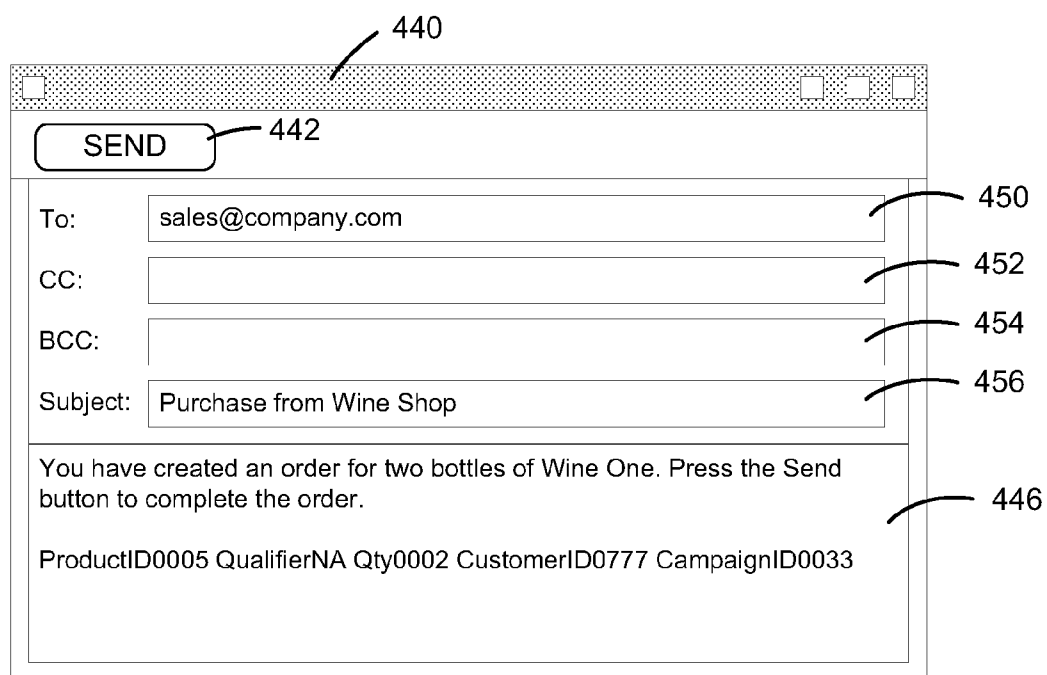 440
SEND
442
To: sales@company.com
450
CC:
452
BCC:
454
Subject: Purchase from Wine Shop
456
You have created an order for two bottles of Wine One. Press the Send
button to complete the order.
446
ProductID0005 QualifierNA Qty0002 CustomerID0777 CampaignID0033